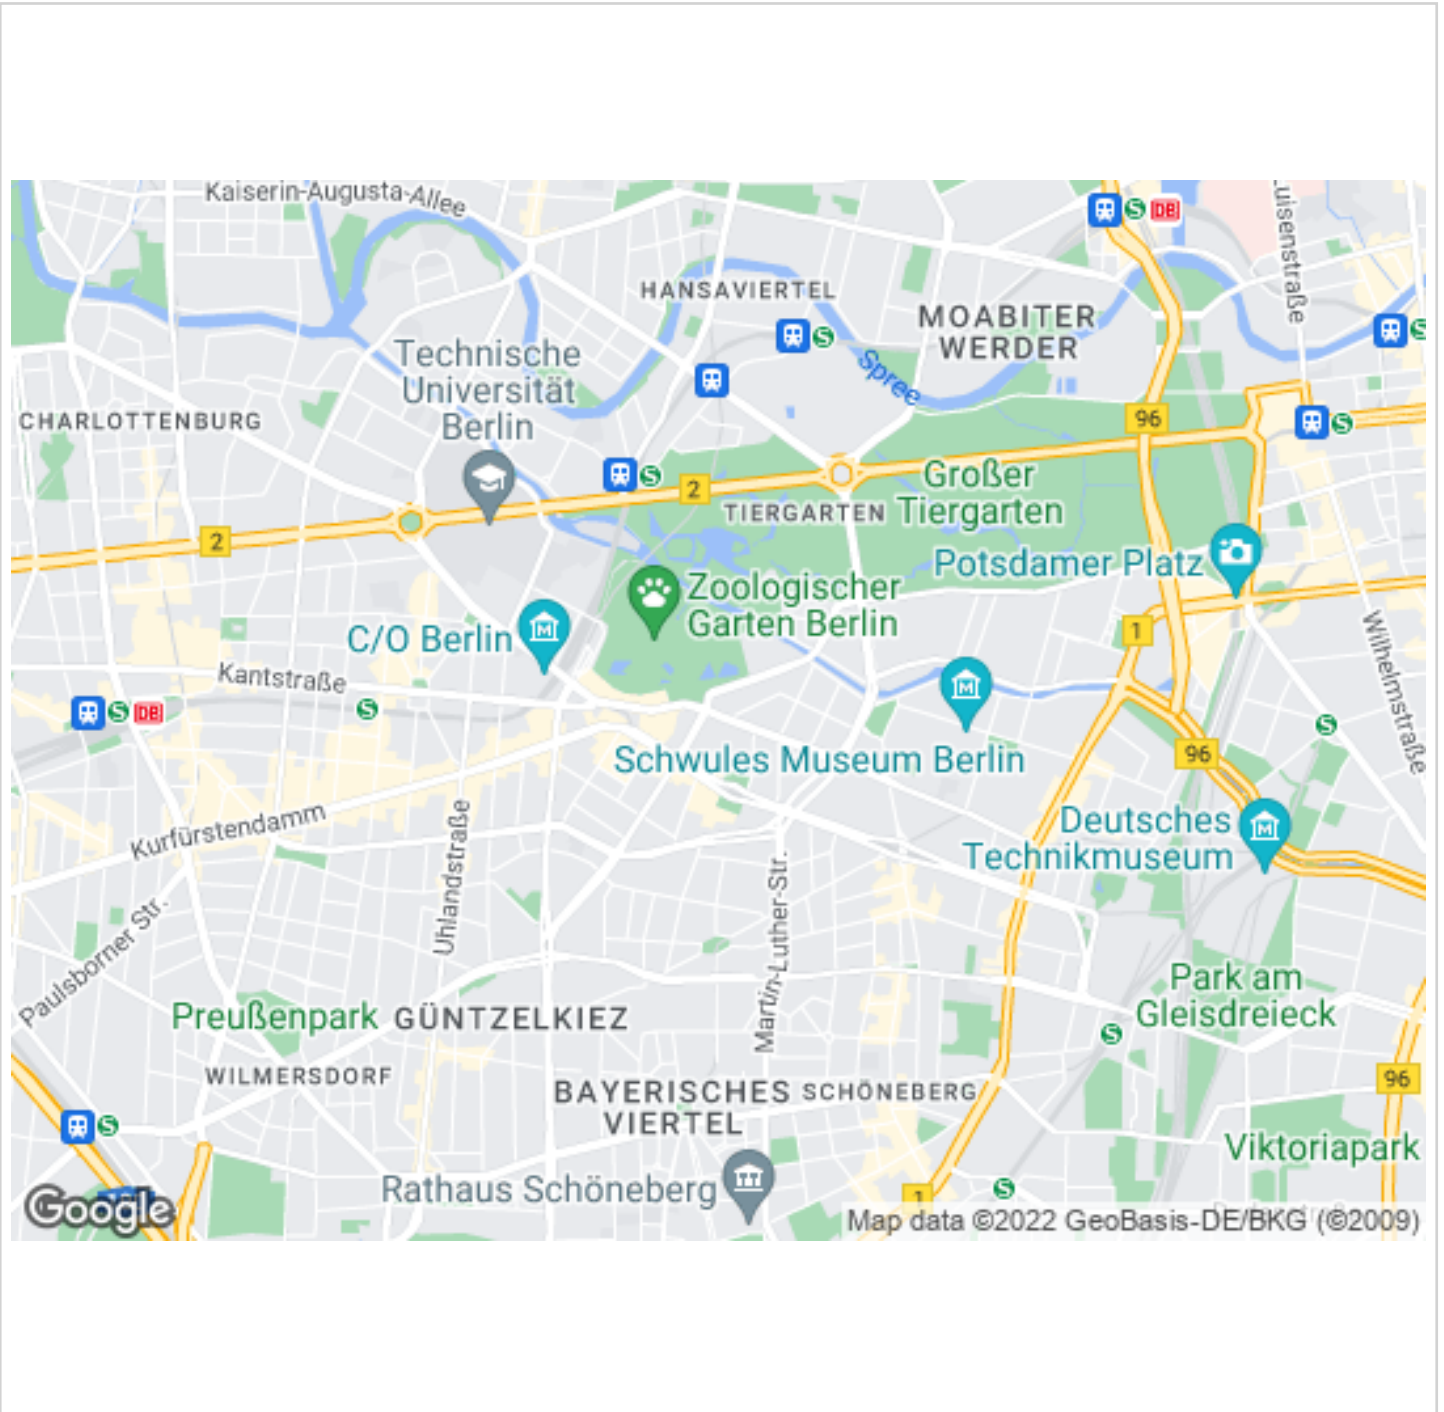 Kaiserin-Augusta-Allee
S
DB
Luisenstraße
HANSAVIERTEL
MOABITER
WERDER
S
S
Spree
Technische
Universität
Berlin
CHARLOTTENBURG
96
S
S
2
Großer
Tiergarten
TIERGARTEN
2
Potsdamer Platz
Zoologischer
Garten Berlin
C/O Berlin
M
1
Wilhelmstraße
Kantstraße
M
S
DB
S
S
Schwules Museum Berlin
96
Kurfürstendamm
Deutsches
Technikmuseum
M
Uhlandstraße
Martin-Luther-Str.
Paulsborner Str.
Park am
Gleisdreieck
Preußenpark
GÜNTZELKIEZ
S
WILMERSDORF
BAYERISCHES
VIERTEL
SCHÖNEBERG
96
S
Viktoriapark
Rathaus Schöneberg
S
1
Google
Map data ©2022 GeoBasis-DE/BKG (©2009)